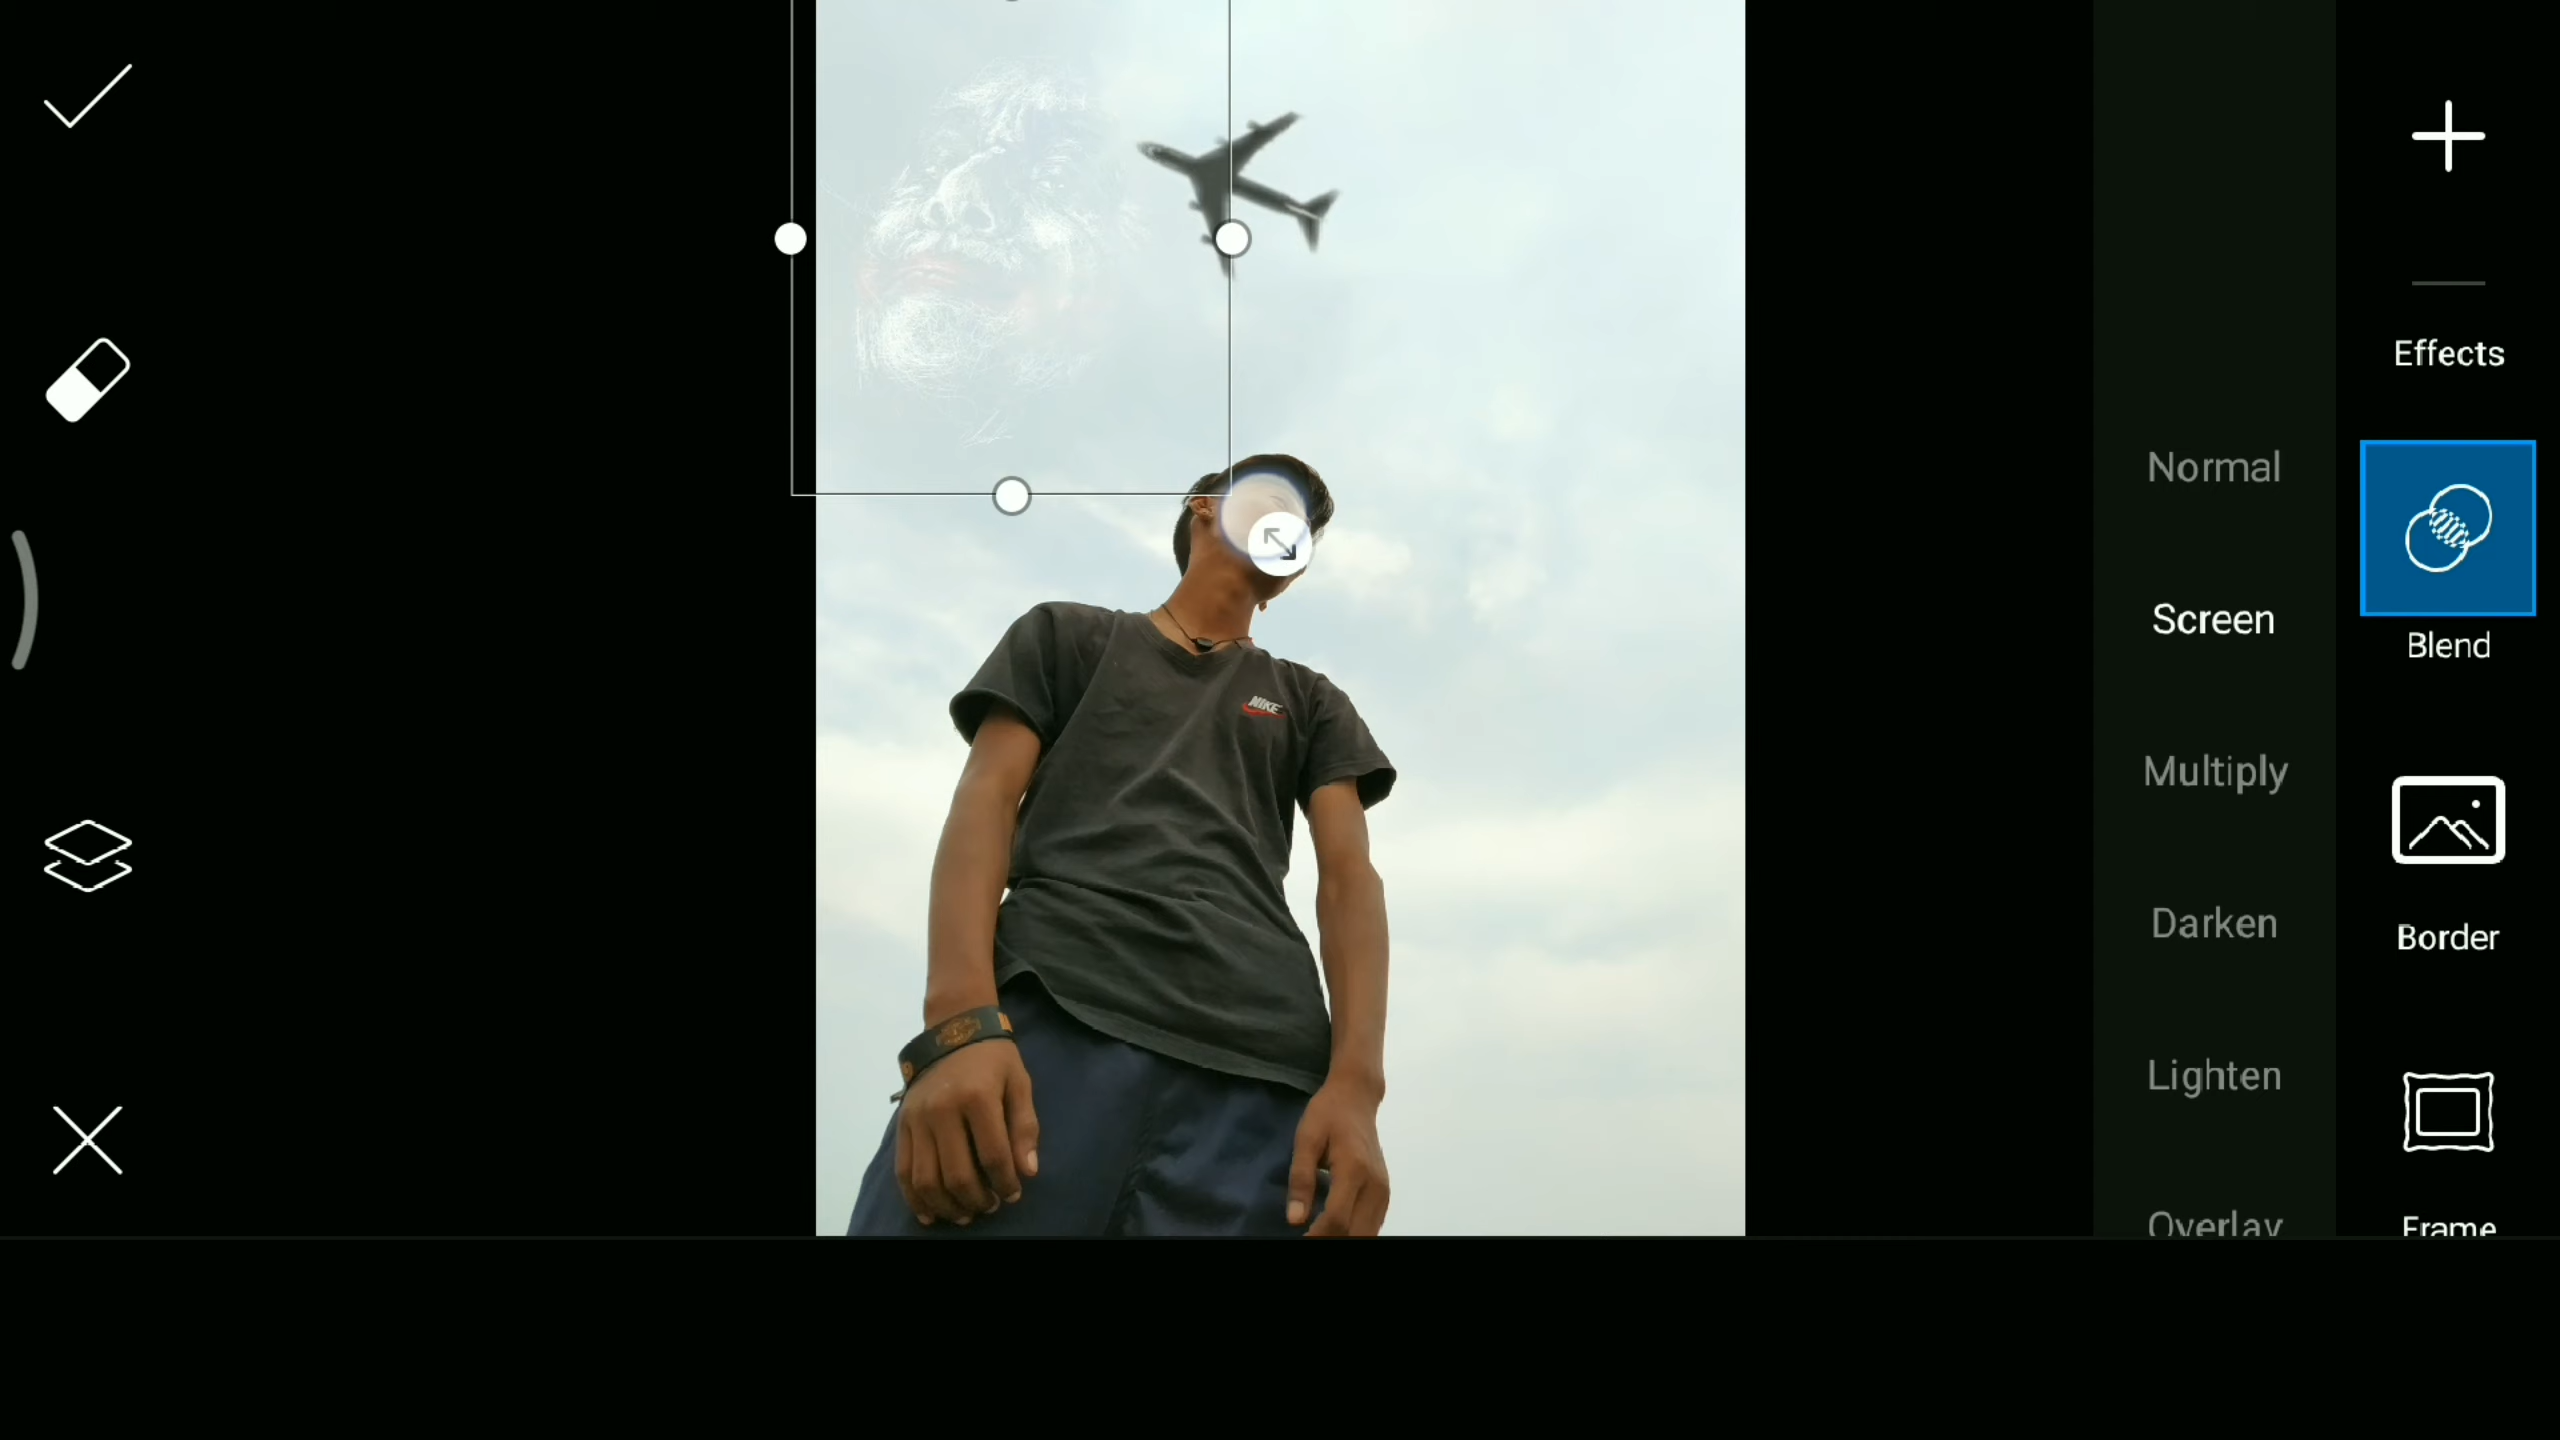 Effects
Normal
Blend
Screen
NIKE
Multiply
Darken
Border
Lighten
Overlay
Frame